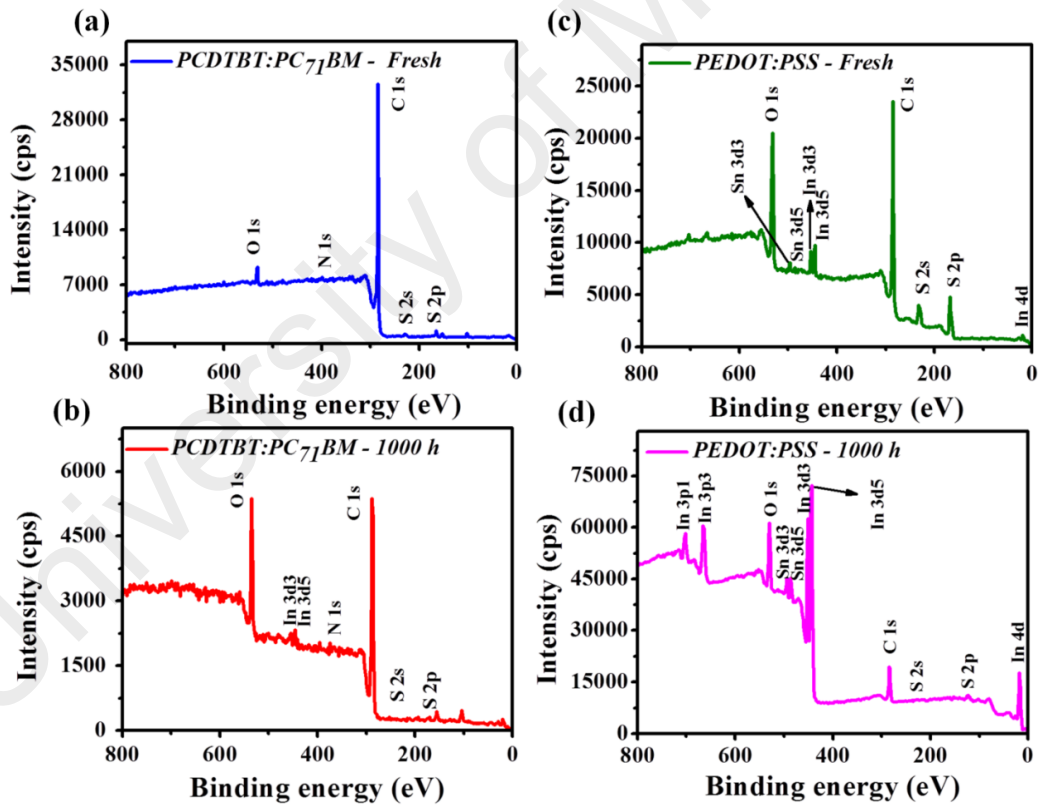 (a)
PCDTBT:PC71BM - Fresh
35000
28000
21000
14000
7000
0
Intensity (cps)
O 1s
N 1s
C 1s
S 2s
S 2p
800
600
400
200
0
Binding energy (eV)
(c)
PEDOT:PSS - Fresh
25000
20000
15000
10000
5000
0
Intensity (cps)
Sn 3d3
O 1s
Sn 3d5
In 3d3
In 3d5
C 1s
S 2s
S 2p
In 4d
800
600
400
200
0
Binding energy (eV)
(b)
PCDTBT:PC71BM - 1000 h
6000
4500
3000
1500
0
Intensity (cps)
O 1s
In 3d3
In 3d5
N 1s
C 1s
S 2s
S 2p
800
600
400
200
0
Binding energy (eV)
(d)
PEDOT:PSS - 1000 h
75000
60000
45000
30000
15000
0
Intensity (cps)
In 3p1
In 3p3
O 1s
Sn 3d3
Sn 3d5
In 3d3
In 3d5
C 1s
S 2s
S 2p
In 4d
800
600
400
200
0
Binding energy (eV)
University of M